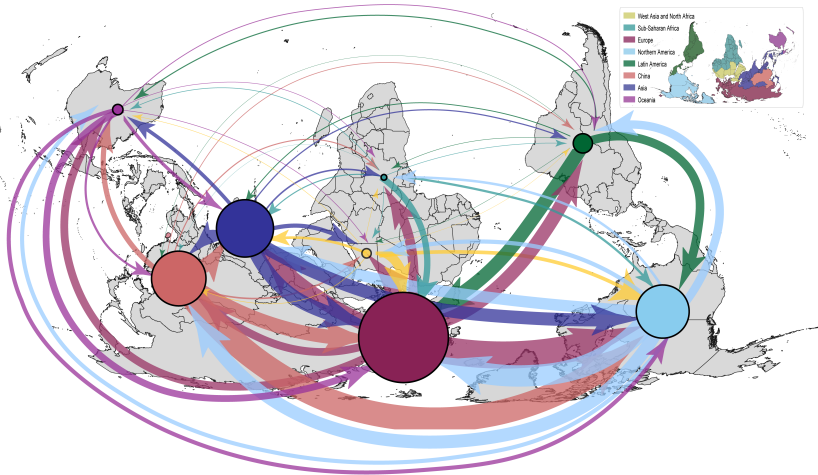 West Asia and North Africa
Sub-Saharan Africa
Europe
Northern America
Latin America
China
Asia
Oceania